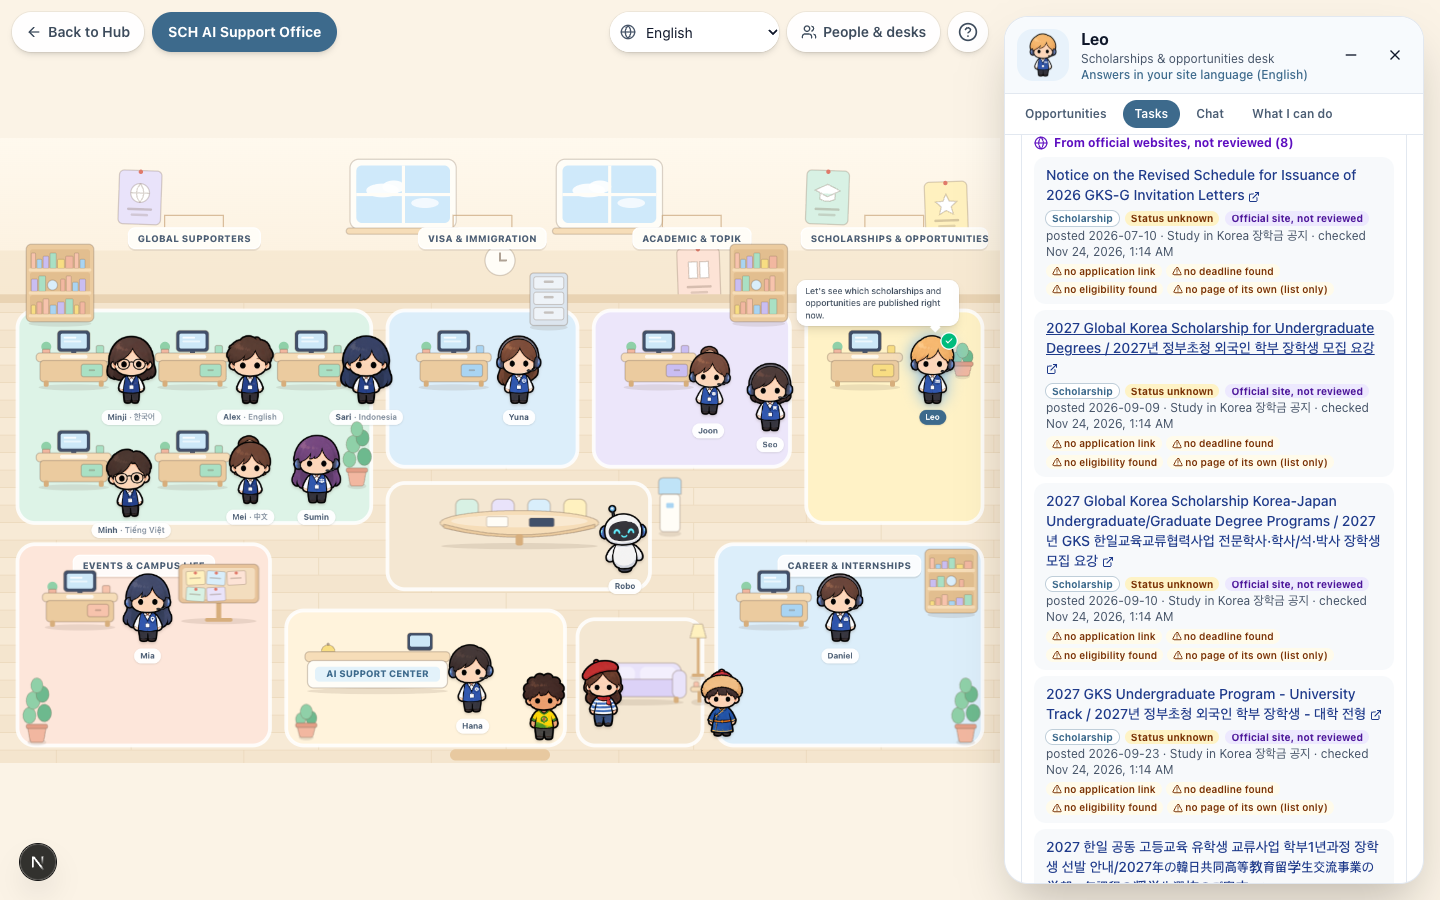 Back to Hub
SCH AI Support Office
English
People & desks
GLOBAL SUPPORTERS
VISA & IMMIGRATION
ACADEMIC & TOPIK
SCHOLARSHIPS & OPPORTUNITIES
Let's see which scholarships and
opportunities are published right
now.
Minji · 한국어
Alex · English
Sari · Indonesia
Yuna
Joon
Seo
Leo
Minh · Tiếng Việt
Mei · 中文
Sumin
Robo
EVENTS & CAMPUS LIFE
CAREER & INTERNSHIPS
Mia
AI SUPPORT CENTER
Hana
Daniel
N
Leo
Scholarships & opportunities desk
Answers in your site language (English)
Opportunities
Tasks
Chat
What I can do
From official websites, not reviewed (8)
Notice on the Revised Schedule for Issuance of
2026 GKS-G Invitation Letters
Scholarship Status unknown Official site, not reviewed
posted 2026-07-10 · Study in Korea 장학금 공지 · checked
Nov 24, 2026, 1:14 AM
no application link no deadline found
no eligibility found no page of its own (list only)
2027 Global Korea Scholarship for Undergraduate
Degrees / 2027년 정부초청 외국인 학부 장학생 모집 요강
Scholarship Status unknown Official site, not reviewed
posted 2026-09-09 · Study in Korea 장학금 공지 · checked
Nov 24, 2026, 1:14 AM
no application link no deadline found
no eligibility found no page of its own (list only)
2027 Global Korea Scholarship Korea-Japan
Undergraduate/Graduate Degree Programs / 2027
년 GKS 한일교육교류협력사업 전문학사·학사/석·박사 장학생
모집 요강
Scholarship Status unknown Official site, not reviewed
posted 2026-09-10 · Study in Korea 장학금 공지 · checked
Nov 24, 2026, 1:14 AM
no application link no deadline found
no eligibility found no page of its own (list only)
2027 GKS Undergraduate Program - University
Track / 2027년 정부초청 외국인 학부 장학생 - 대학 전형
Scholarship Status unknown Official site, not reviewed
posted 2026-09-23 · Study in Korea 장학금 공지 · checked
Nov 24, 2026, 1:14 AM
no application link no deadline found
no eligibility found no page of its own (list only)
2027 한일 공동 고등교육 유학생 교류사업 학부1년과정 장학
생 선발 안내/2027年の韓日共同高等教育留学生交流事業の